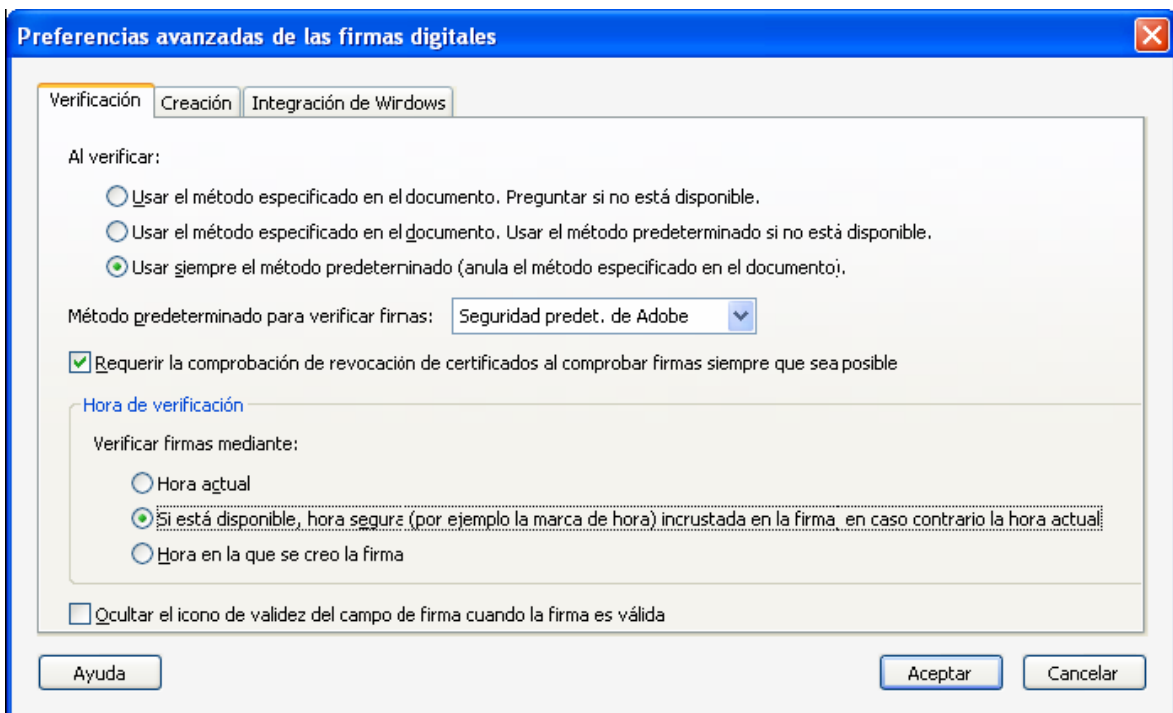 Preferencias avanzadas de las firmas digitales
Verificación Creación Integración de Windows
Al verificar:
Usar el método especificado en el documento. Preguntar si no está disponible.
Usar el método especificado en el documento. Usar el método predeterminado si no está disponible.
Usar siempre el método predeterminado (anula el método especificado en el documento).
Método predeterminado para verificar firmas: Seguridad predet. de Adobe
Requerir la comprobación de revocación de certificados al comprobar firmas siempre que sea posible
Hora de verificación
Verificar firmas mediante:
Hora actual
Si está disponible, hora segura (por ejemplo la marca de hora) incrustada en la firma, en caso contrario la hora actual
Hora en la que se creo la firma
Ocultar el icono de validez del campo de firma cuando la firma es válida
Ayuda Aceptar Cancelar